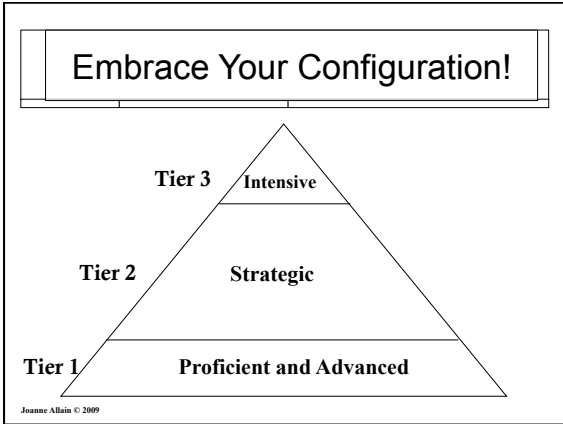 Embrace Your Configuration!
Tier 3 Intensive
Tier 2 Strategic
Tier 1 Proficient and Advanced
Joanne Allain © 2009